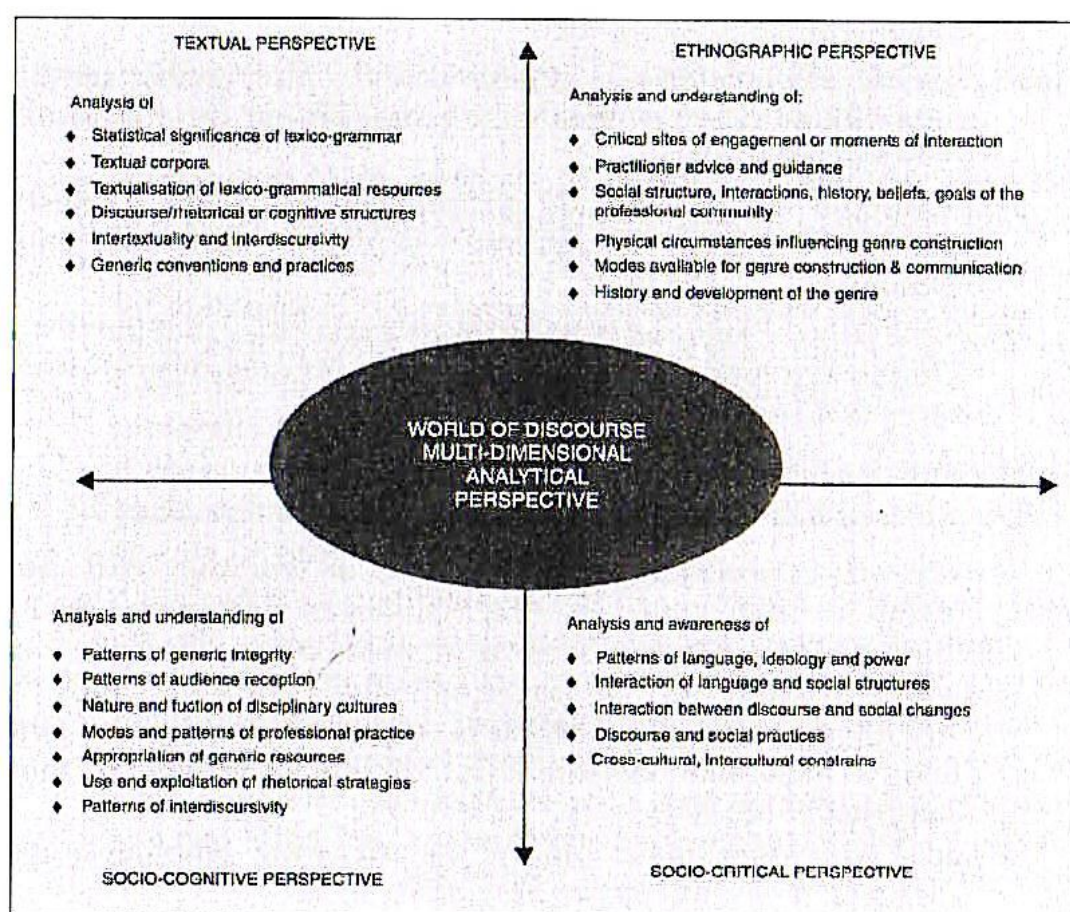 TEXTUAL PERSPECTIVE
Analysis of
♦ Statistical significance of lexico-grammar
♦ Textual corpora
♦ Textualisation of lexico-grammatical resources
♦ Discourse/rhetorical or cognitive structures
♦ Intertextuality and interdiscursivity
♦ Generic conventions and practices
ETHNOGRAPHIC PERSPECTIVE
Analysis and understanding of:
♦ Critical sites of engagement or moments of interaction
♦ Practitioner advice and guidance
♦ Social structure, interactions, history, beliefs, goals of the
professional community
♦ Physical circumstances influencing genre construction
♦ Modes available for genre construction & communication
♦ History and development of the genre
WORLD OF DISCOURSE
MULTI-DIMENSIONAL
ANALYTICAL
PERSPECTIVE
Analysis and understanding of
♦ Patterns of generic integrity
♦ Patterns of audience reception
♦ Nature and fuction of disciplinary cultures
♦ Modes and patterns of professional practice
♦ Appropriation of generic resources
♦ Use and exploitation of rhetorical strategies
♦ Patterns of interdiscursivity
SOCIO-COGNITIVE PERSPECTIVE
Analysis and awareness of
♦ Patterns of language, ideology and power
♦ Interaction of language and social structures
♦ Interaction between discourse and social changes
♦ Discourse and social practices
♦ Cross-cultural, intercultural constrains
SOCIO-CRITICAL PERSPECTIVE